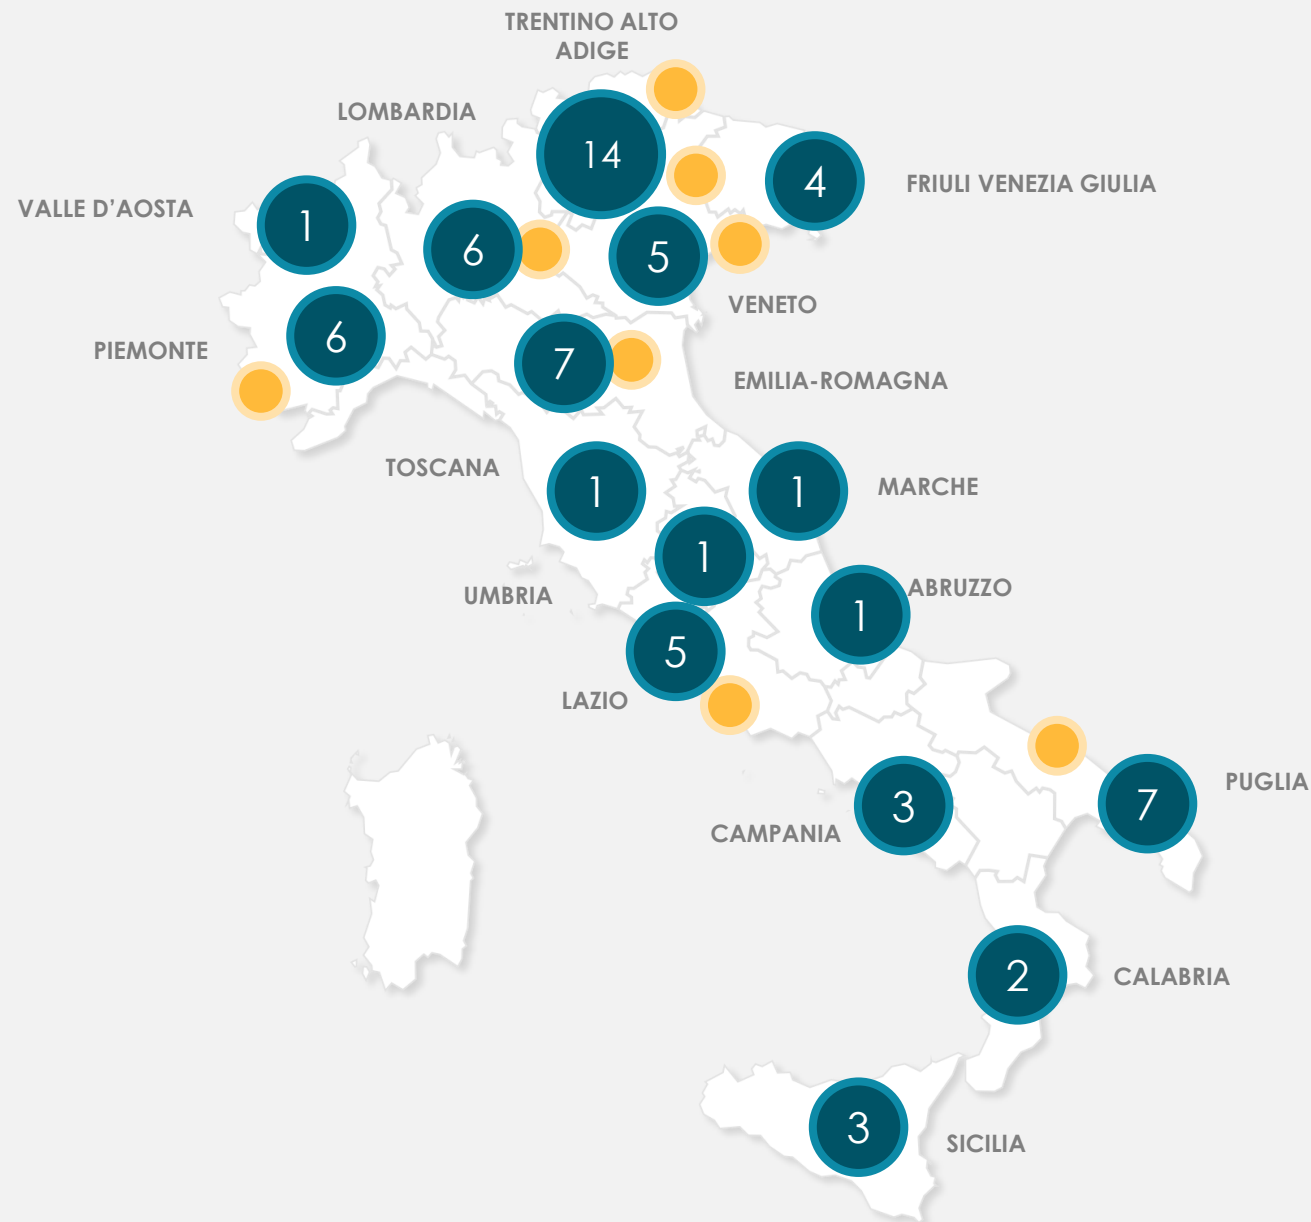 TRENTINO ALTO
ADIGE
LOMBARDIA
14
4
FRIULI VENEZIA GIULIA
VALLE D’AOSTA
1
6
5
VENETO
PIEMONTE
6
7
EMILIA-ROMAGNA
TOSCANA
1
1
MARCHE
1
UMBRIA
1
ABRUZZO
5
LAZIO
3
CAMPANIA
7
PUGLIA
2
CALABRIA
3
SICILIA